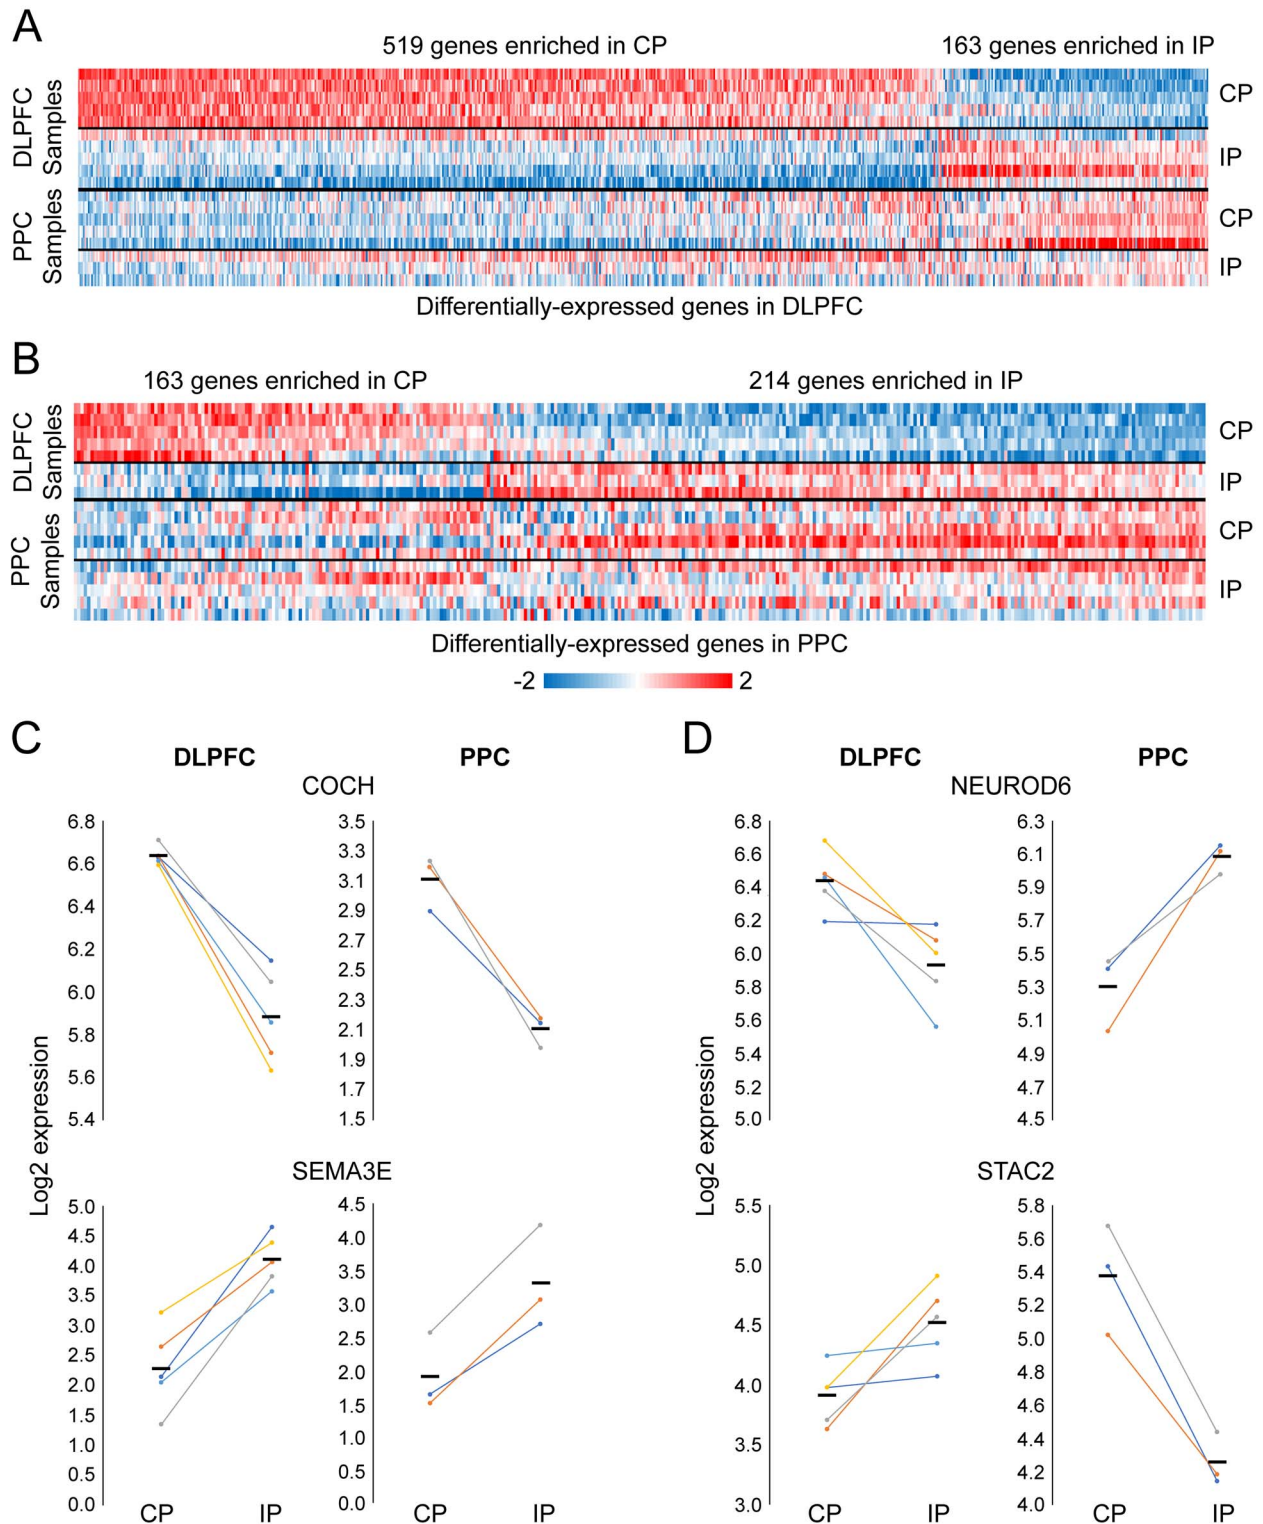 A
519 genes enriched in CP
163 genes enriched in IP
DLPFC
Samples
PPC
Samples
CP
IP
CP
IP
Differentially-expressed genes in DLPFC
B
163 genes enriched in CP
214 genes enriched in IP
DLPFC
Samples
PPC
Samples
CP
IP
CP
IP
Differentially-expressed genes in PPC
-2
2
C
DLPFC
PPC
COCH
6.8
6.6
6.4
6.2
6.0
5.8
5.6
5.4
3.5
3.3
3.1
2.9
2.7
2.5
2.3
2.1
1.9
1.7
1.5
Log2 expression
SEMA3E
5.0
4.5
4.0
3.5
3.0
2.5
2.0
1.5
1.0
0.5
0.0
4.5
4.0
3.5
3.0
2.5
2.0
1.5
1.0
0.5
0.0
CP
IP
CP
IP
D
DLPFC
PPC
NEUROD6
6.8
6.6
6.4
6.2
6.0
5.8
5.6
5.4
5.2
5.0
6.3
6.1
5.9
5.7
5.5
5.3
5.1
4.9
4.7
4.5
Log2 expression
STAC2
5.5
5.0
4.5
4.0
3.5
3.0
5.8
5.6
5.4
5.2
5.0
4.8
4.6
4.4
4.2
4.0
CP
IP
CP
IP